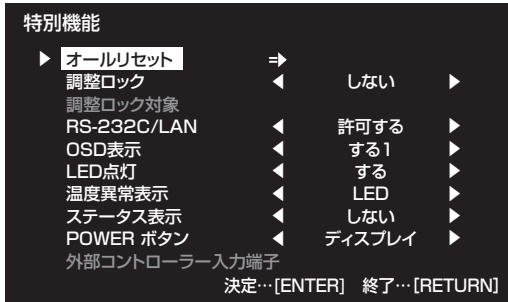 特別機能
オールリセット
調整ロック しない
調整ロック対象
RS-232C/LAN 許可する
OSD表示 する1
LED点灯 する
温度異常表示 LED
ステータス表示 しない
POWER ボタン ディスプレイ
外部コントローラー入力端子
決定…[ENTER] 終了…[RETURN]